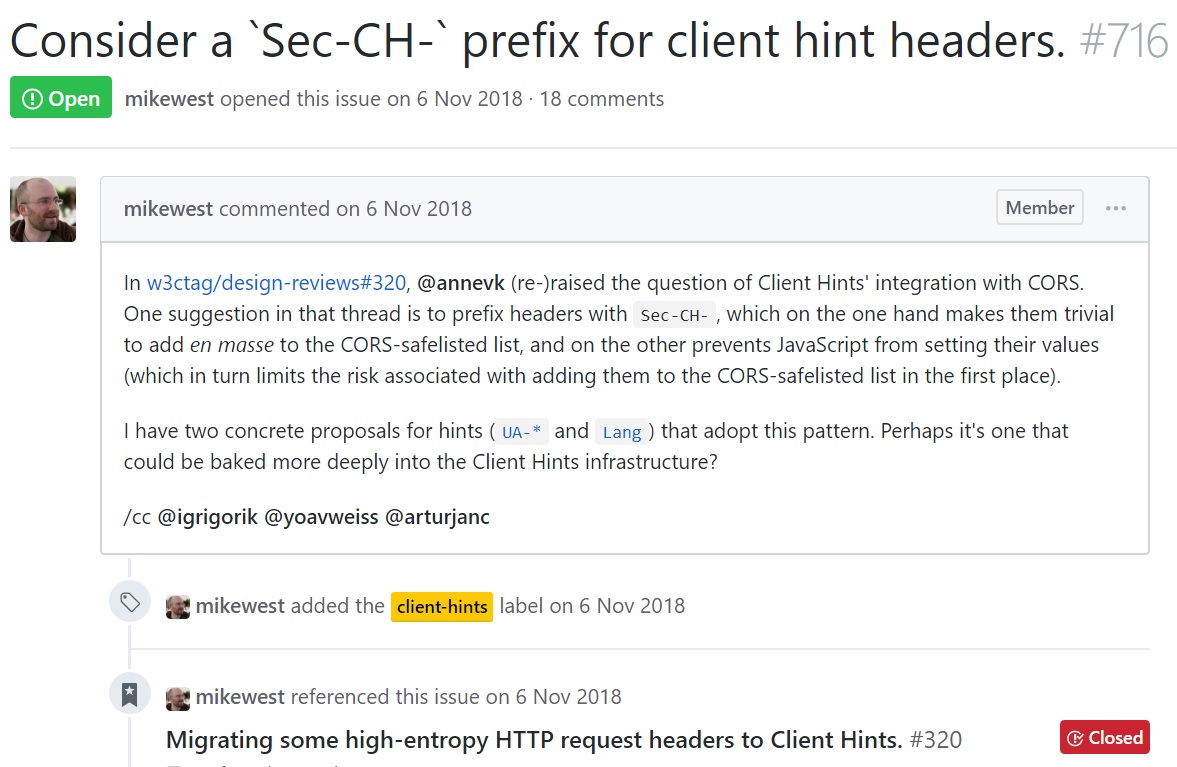 Consider a `Sec-CH-` prefix for client hint headers. #716
Open mikewest opened this issue on 6 Nov 2018 · 18 comments
mikewest commented on 6 Nov 2018 Member
In w3ctag/design-reviews#320, @annevk (re-)raised the question of Client Hints' integration with CORS.
One suggestion in that thread is to prefix headers with Sec-CH- , which on the one hand makes them trivial
to add en masse to the CORS-safelisted list, and on the other prevents JavaScript from setting their values
(which in turn limits the risk associated with adding them to the CORS-safelisted list in the first place).
I have two concrete proposals for hints ( UA-* and Lang ) that adopt this pattern. Perhaps it's one that
could be baked more deeply into the Client Hints infrastructure?
/cc @igrigorik @yoavweiss @arturjanc
mikewest added the client-hints label on 6 Nov 2018
mikewest referenced this issue on 6 Nov 2018
Migrating some high-entropy HTTP request headers to Client Hints. #320 Closed